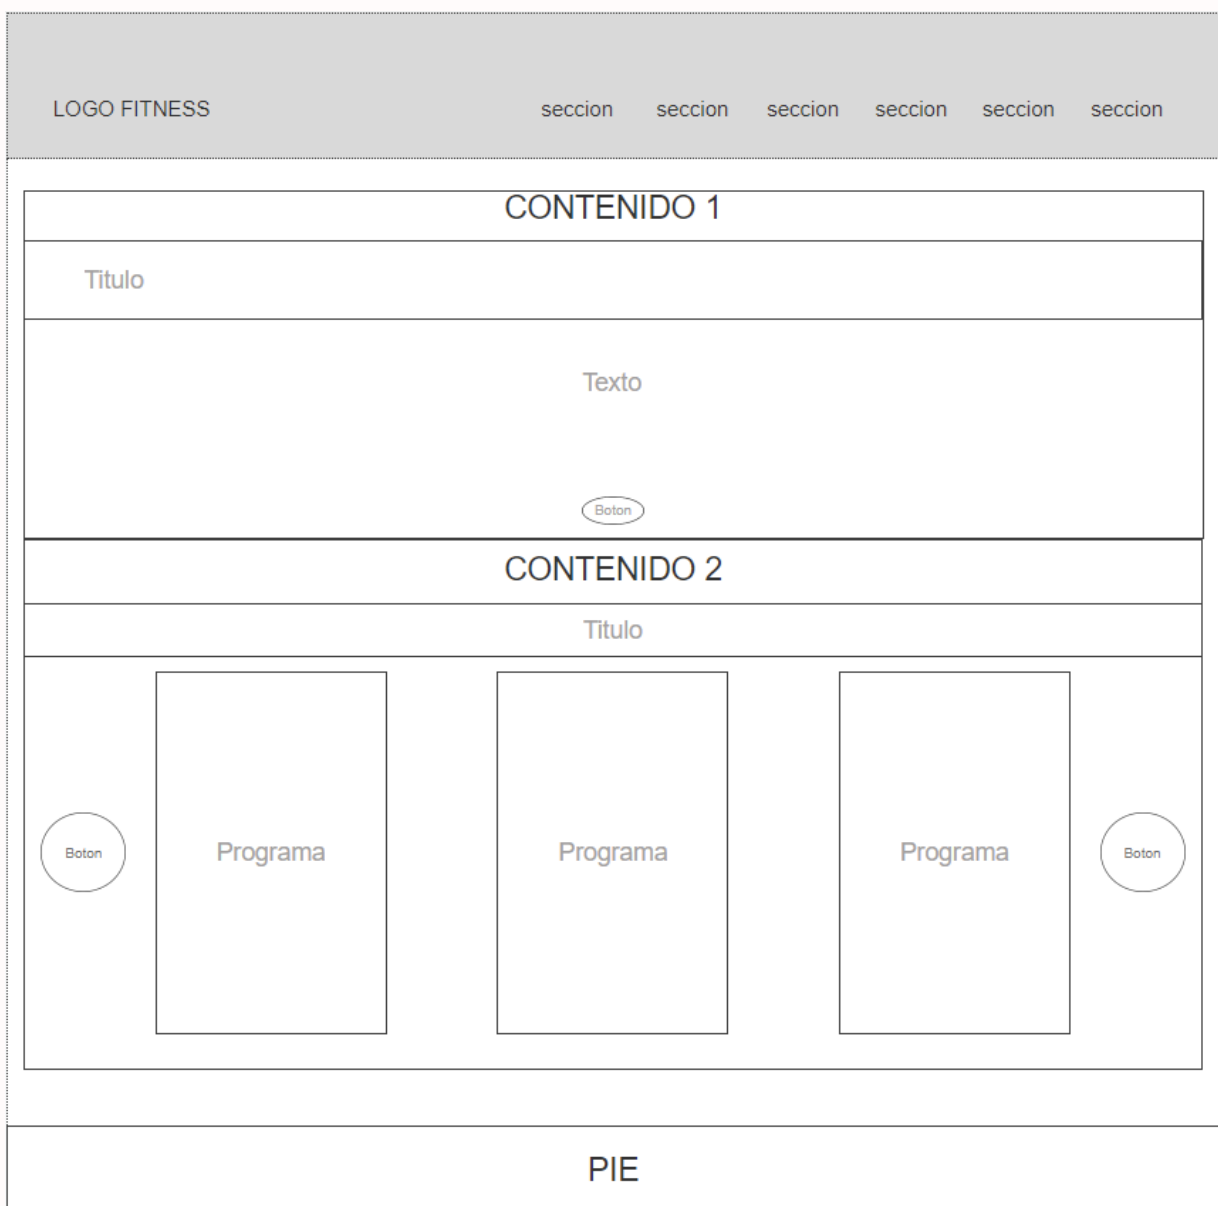 LOGO FITNESS seccion seccion seccion seccion seccion seccion
CONTENIDO 1
Titulo
Texto
Boton
CONTENIDO 2
Titulo
Boton Programa Programa Programa Boton
PIE